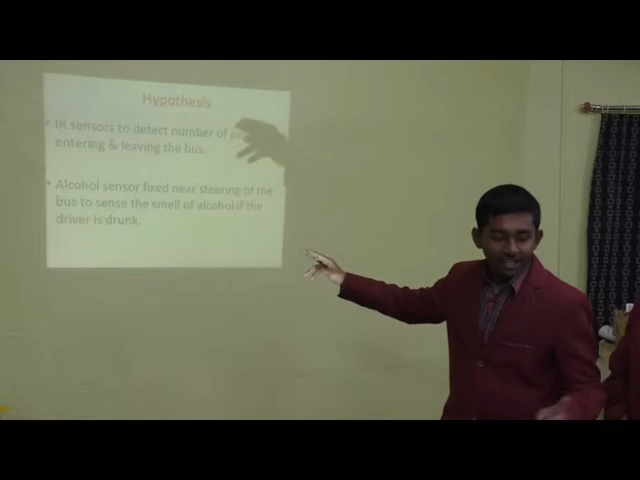 Hypothesis
• IR sensors to detect number of
entering & leaving the bus.
• Alcohol sensor fixed near steering of the
bus to sense the smell of alcohol if the
driver is drunk.